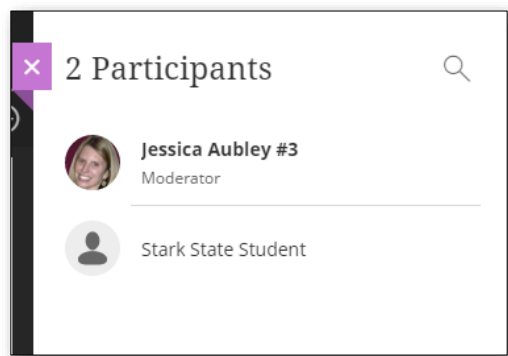 2 Participants
Jessica Aubley #3
Moderator
Stark State Student